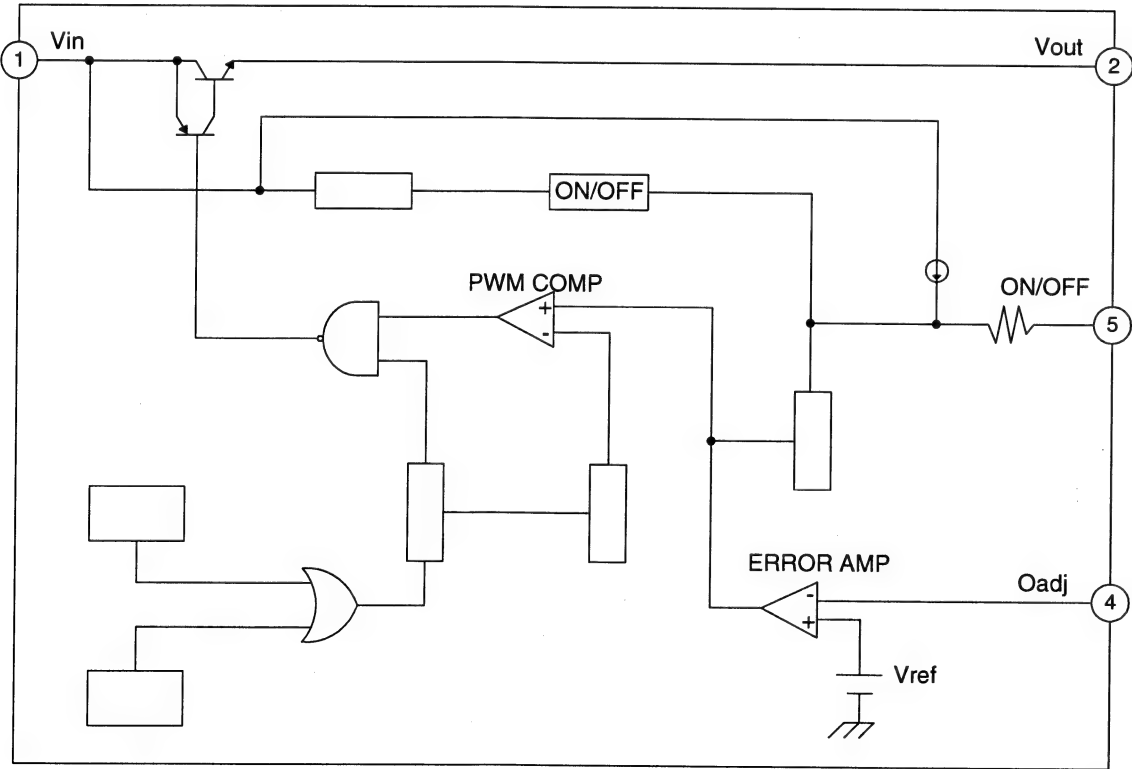 Vin
Vout
1
2
ON/OFF
PWM COMP
ON/OFF
+
-
5
ERROR AMP
Oadj
-
4
+
Vref